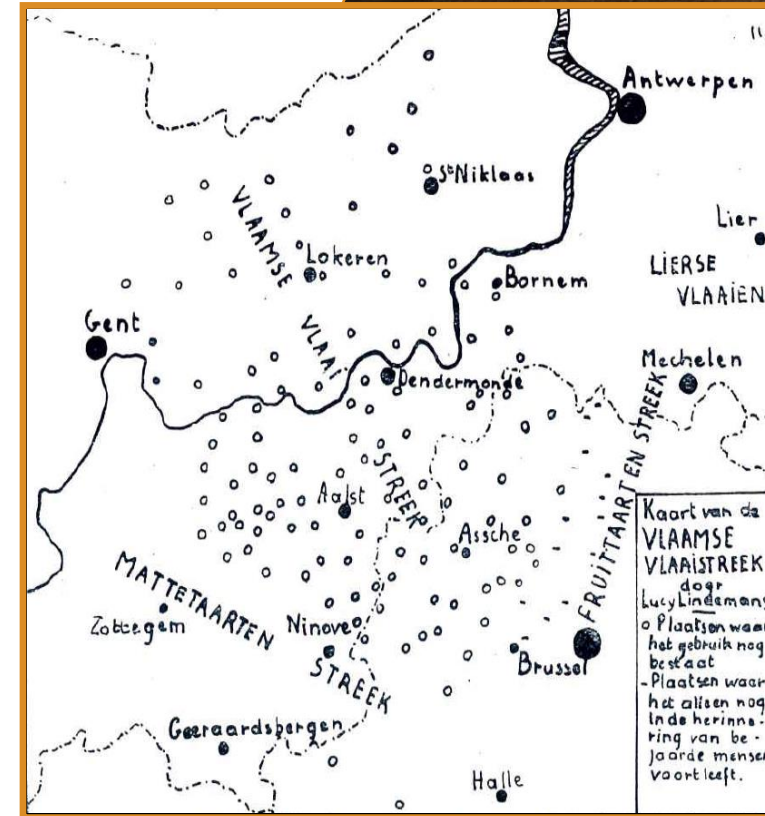 Antwerpen
St Niklaas
Lier
VLAAMSE
Lokeren
LIERSE
VLAAIEN
Bornem
Gent
VLAAI
Mechelen
Dendermonde
STREEK
Aalst
Assche
FRUITTAARTEN STREEK
MATTETAARTEN
STREEK
Zottegem
Ninove
Brussel
Geeraardsbergen
Halle
Kaart van de
VLAAMSE
VLAAISTREEK
door
Lucy Lindemans
o Plaatsen waar
het gebruik nog
bestaat
- Plaatsen waar
het alleen nog
in de herinne-
ring van be-
jaarde mensen
voortleeft.